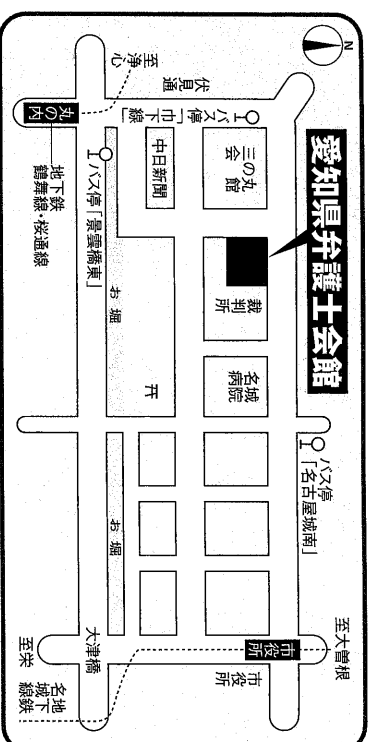 N
愛知県弁護士会館
至浄心
伏見通
バス停「巾下線」
三の丸
会館
中日新聞
丸の内
地下鉄
鶴舞線・桜通線
バス停「景雲橋東」
お堀
裁判所
名城
病院
バス停
「名古屋城南」
お堀
至大曽根
市役所
市役所
大津橋
至栄
地下鉄
名城線